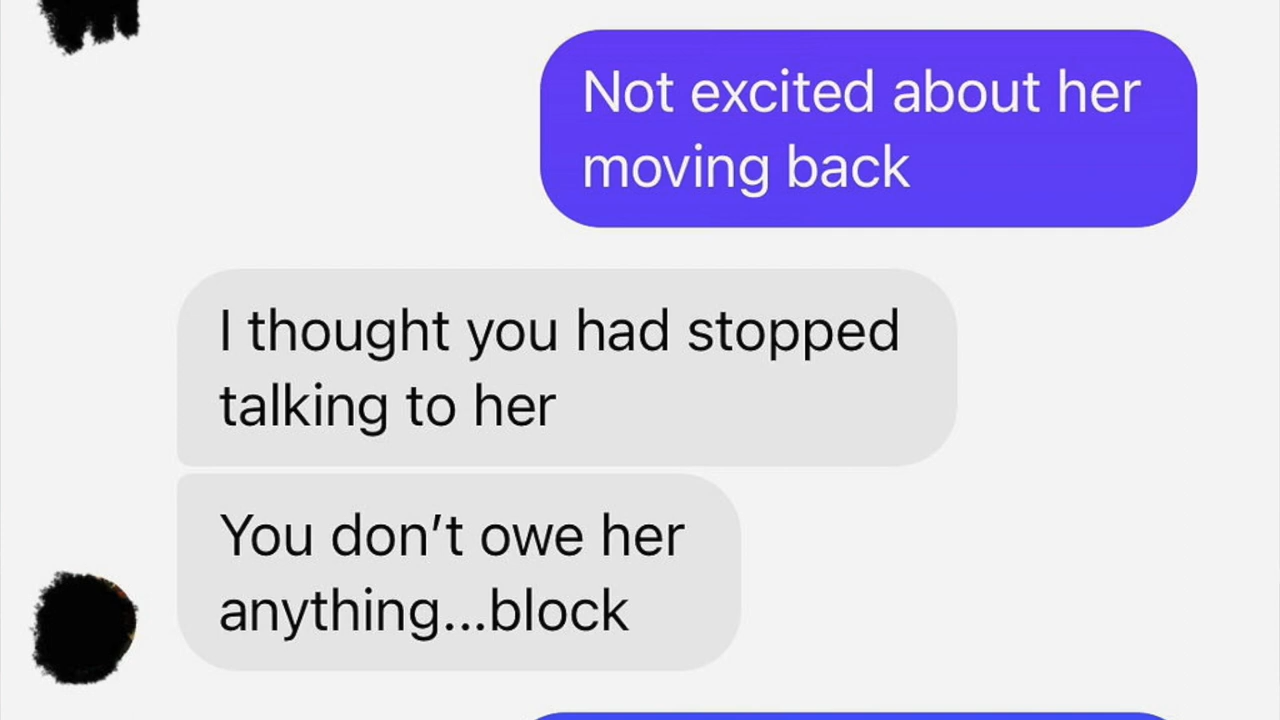 Not excited about her
moving back
I thought you had stopped
talking to her
You don’t owe her
anything...block